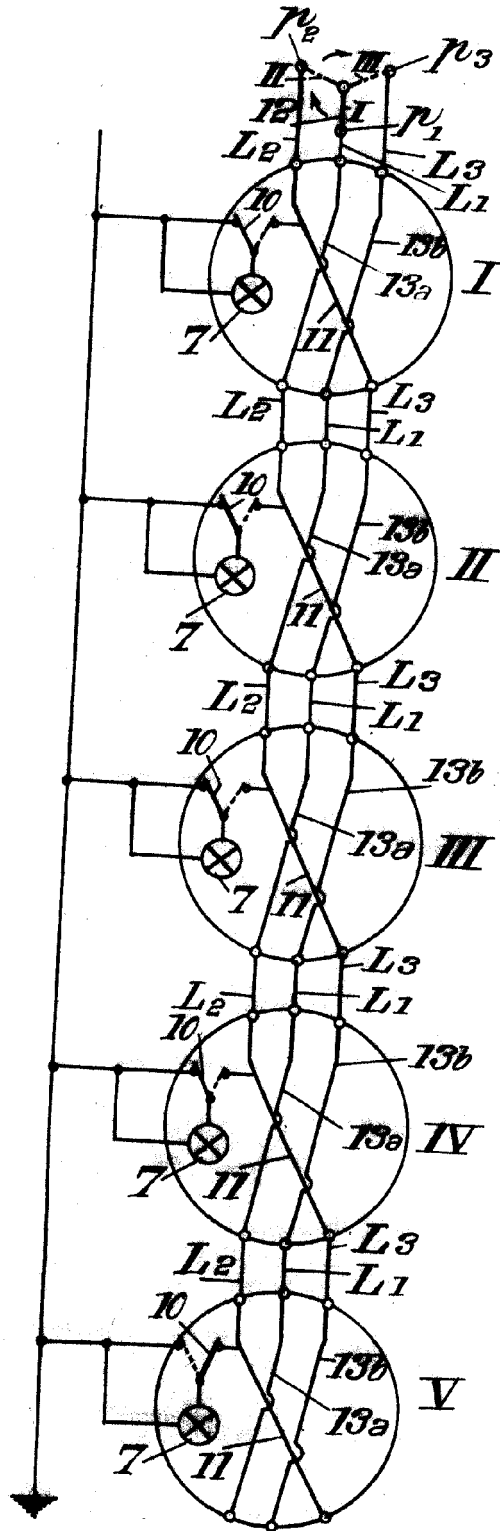 p2 III p3
II
12 I p1
L2 L1 L3
10 13b
13a I
7 11
L2 L3
L1
10 13b
13a II
7 11
L2 L3
L1
10 13b
13a III
7 11
L2 L3
L1
10 13b
13a IV
7 11
L2 L3
L1
10 13b
13a V
7 11